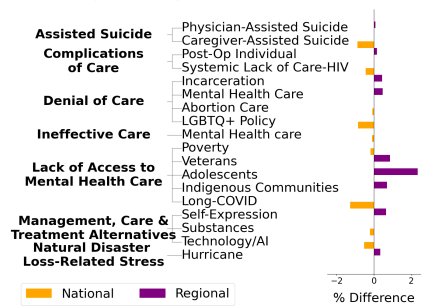 Assisted Suicide
Physician-Assisted Suicide
Caregiver-Assisted Suicide
Complications
of Care
Post-Op Individual
Systemic Lack of Care-HIV
Denial of Care
Incarceration
Mental Health Care
Abortion Care
LGBTQ+ Policy
Ineffective Care
Mental Health care
Lack of Access to
Mental Health Care
Poverty
Veterans
Adolescents
Indigenous Communities
Long-COVID
Management, Care &
Treatment Alternatives
Self-Expression
Substances
Technology/AI
Natural Disaster
Loss-Related Stress
Hurricane
−2 0 2
% Difference
National Regional